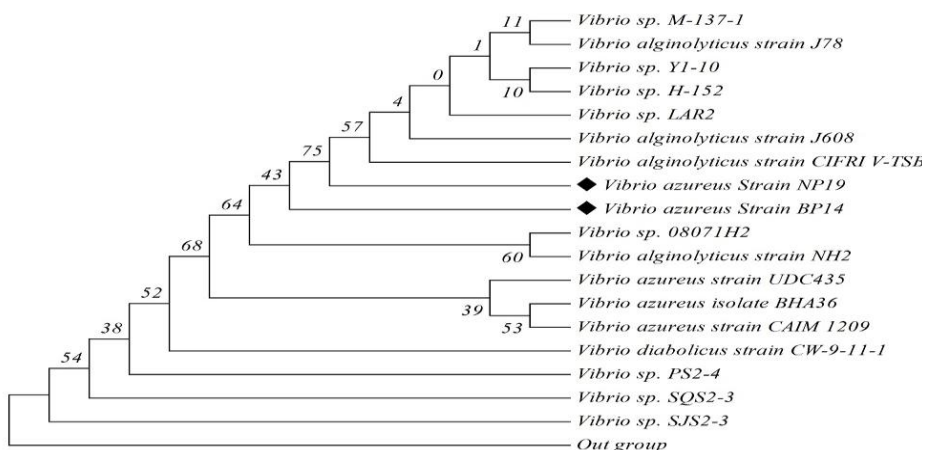 11
Vibrio sp. M-137-1
Vibrio alginolyticus strain J78
1
Vibrio sp. Y1-10
0
10
Vibrio sp. H-152
4
Vibrio sp. LAR2
57
Vibrio alginolyticus strain J608
75
Vibrio alginolyticus strain CIFRI V-TSB
43
Vibrio azureus Strain NP19
64
Vibrio azureus Strain BP14
Vibrio sp. 08071H2
68
60
Vibrio alginolyticus strain NH2
Vibrio azureus strain UDC435
52
39
Vibrio azureus isolate BHA36
38
53
Vibrio azureus strain CAIM 1209
54
Vibrio diabolicus strain CW-9-11-1
Vibrio sp. PS2-4
Vibrio sp. SQS2-3
Vibrio sp. SJS2-3
Out group